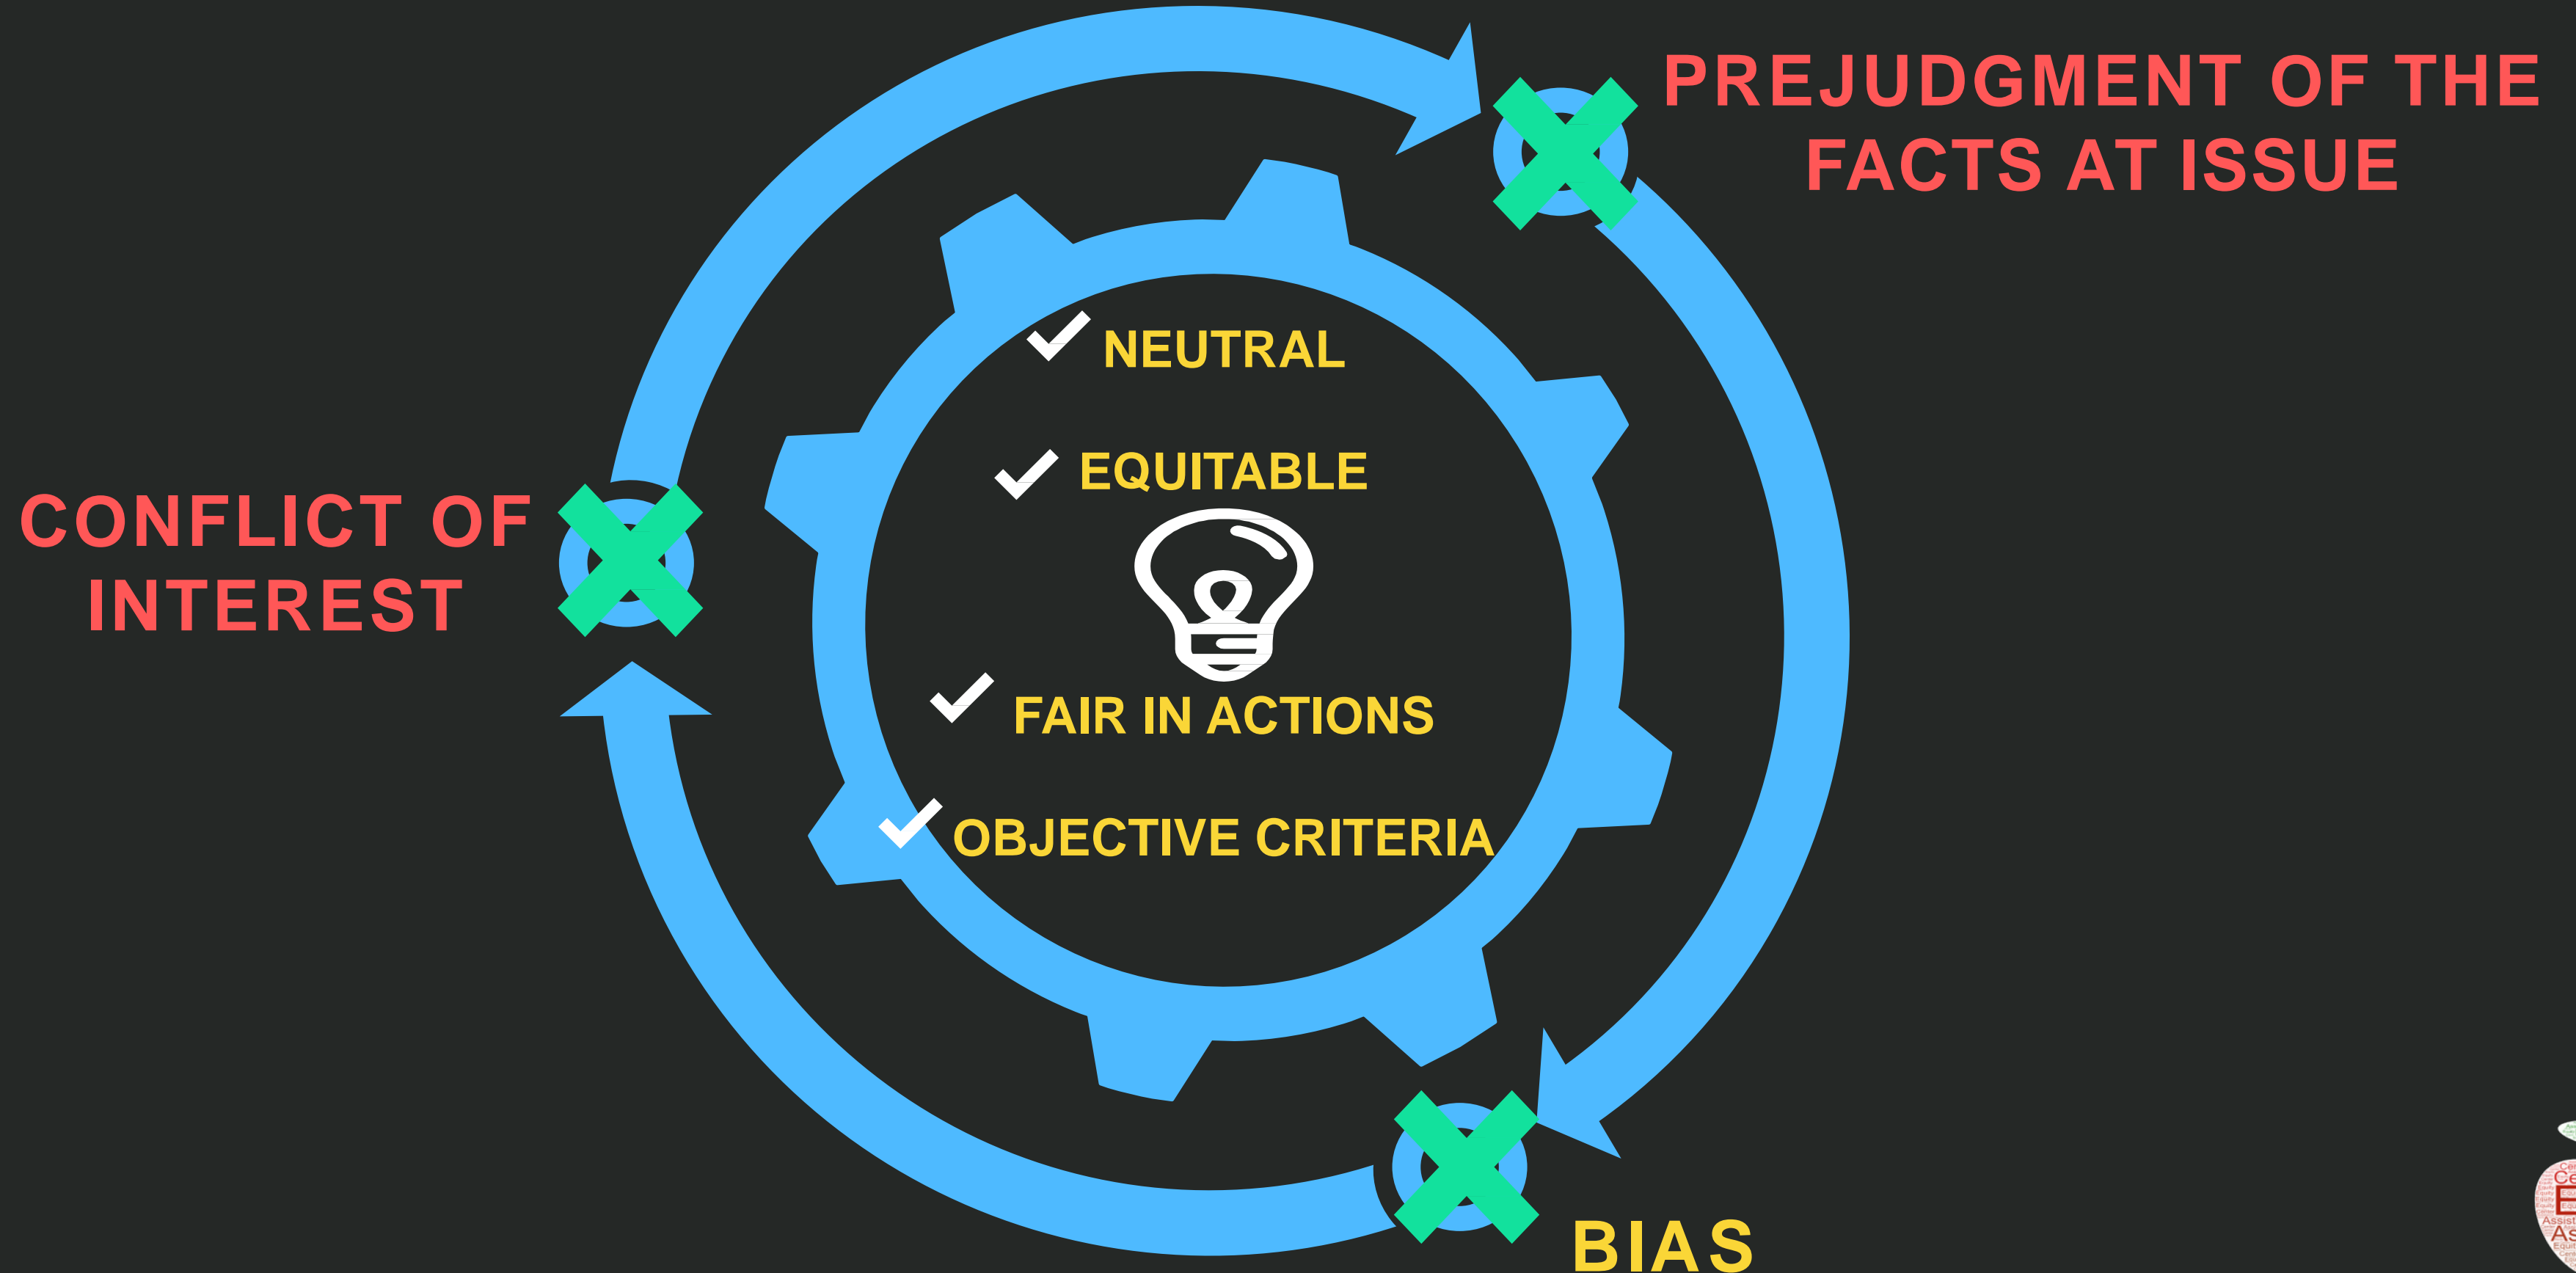 PREJUDGMENT OF THE
FACTS AT ISSUE
NEUTRAL
EQUITABLE
CONFLICT OF
INTEREST
FAIR IN ACTIONS
OBJECTIVE CRITERIA
BIAS